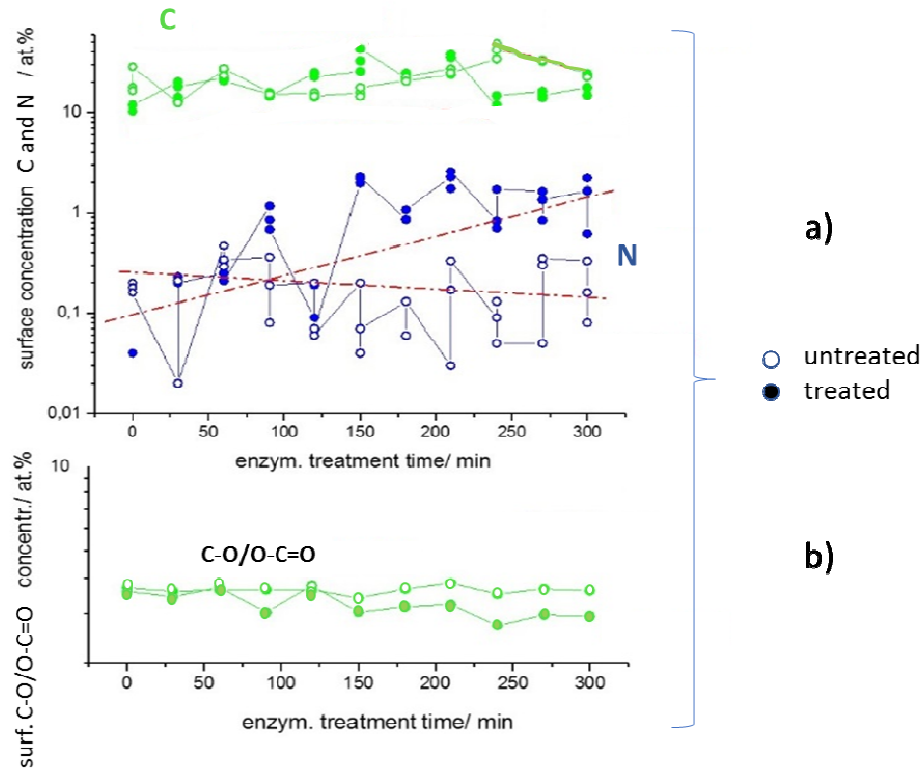 C
surface concentration C and N / at.%
10
1
0,1
0,01
N
0
50
100
150
200
250
300
enzym. treatment time/ min
a)
untreated
treated
surf. C-O/O-C=O concentr./ at.%
10
C-O/O-C=O
0
50
100
150
200
250
300
enzym. treatment time/ min
b)